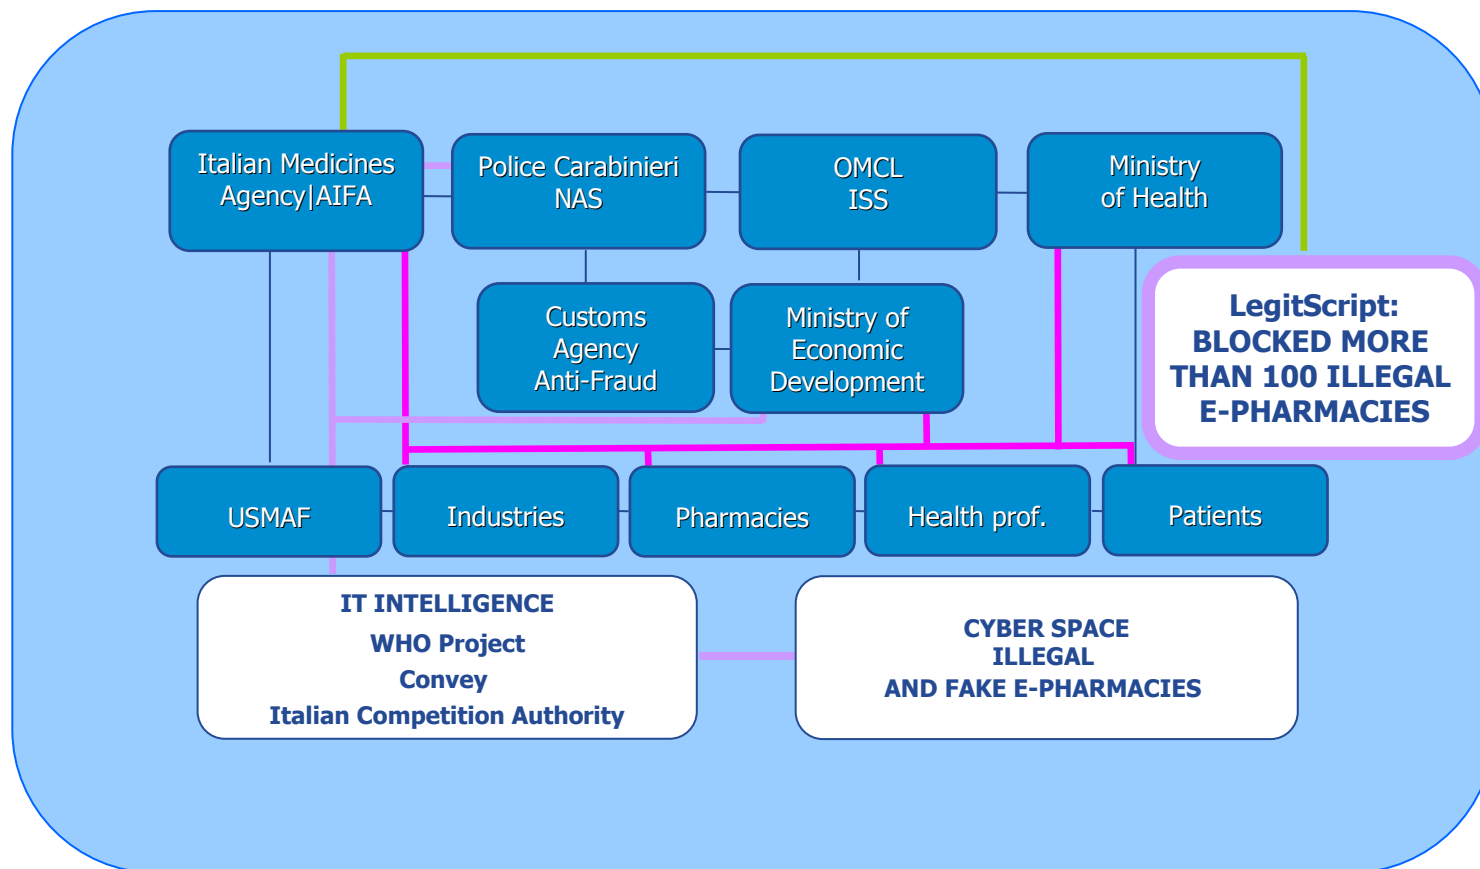 Italian Medicines
Agency|AIFA
Police Carabinieri
NAS
OMCL
ISS
Ministry
of Health
Customs
Agency
Anti-Fraud
Ministry of
Economic
Development
LegitScript:
BLOCKED MORE
THAN 100 ILLEGAL
E-PHARMACIES
USMAF
Industries
Pharmacies
Health prof.
Patients
IT INTELLIGENCE
WHO Project
Convey
Italian Competition Authority
CYBER SPACE
ILLEGAL
AND FAKE E-PHARMACIES